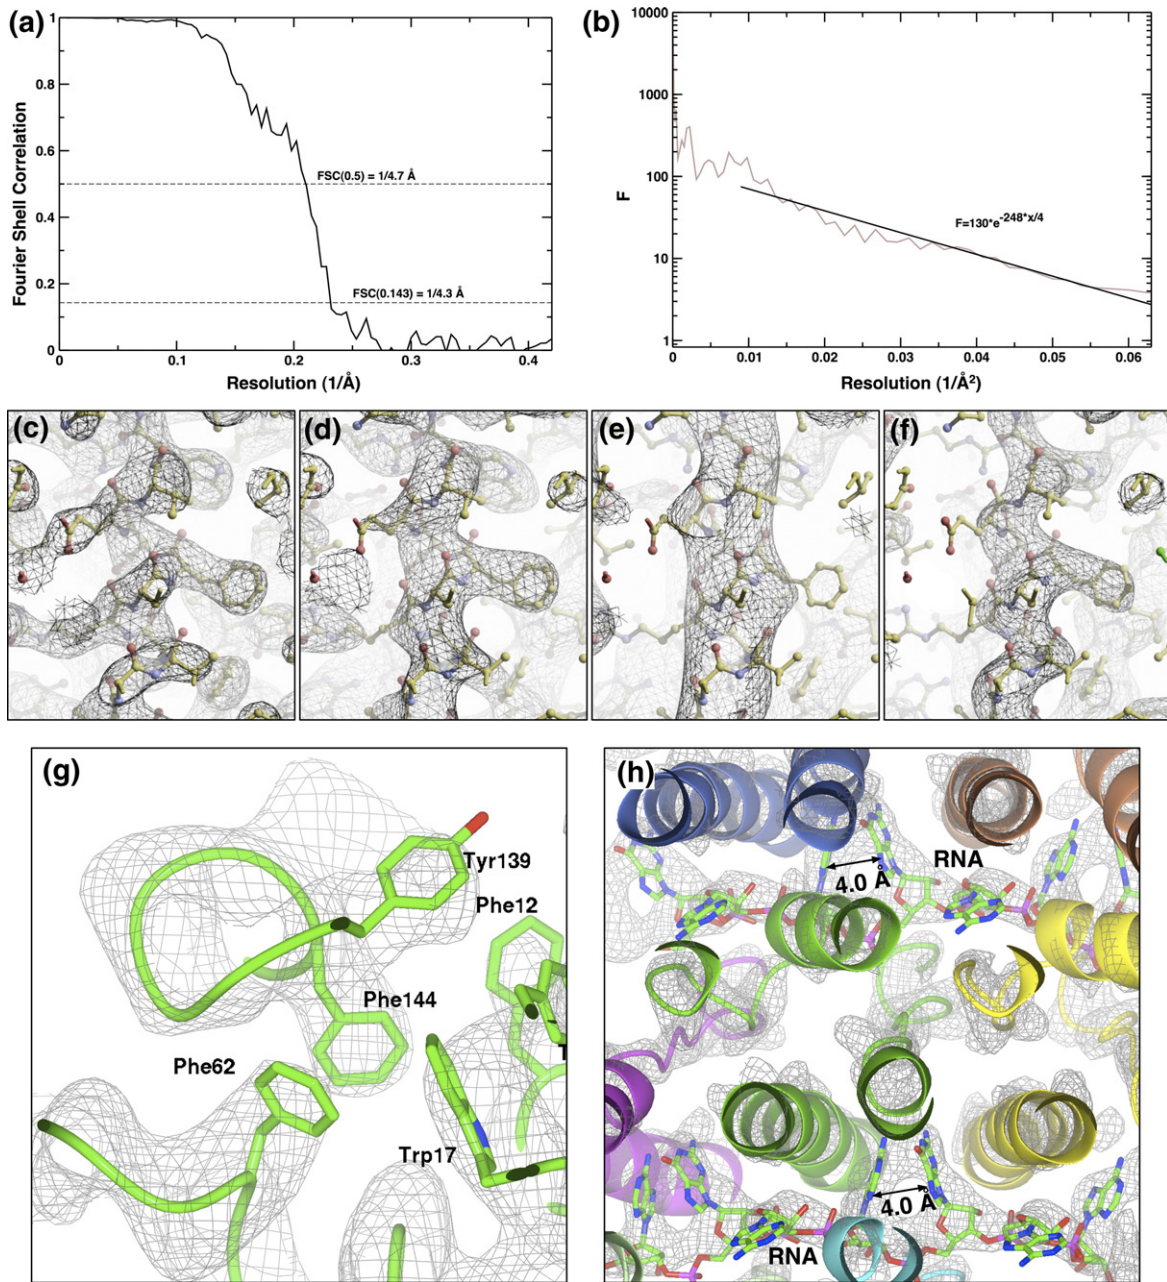 (a)
1
0.8
0.6
0.4
0.2
0
Fourier Shell Correlation
FSC(0.5) = 1/4.7 Å
FSC(0.143) = 1/4.3 Å
0
0.1
0.2
0.3
0.4
Resolution (1/Å)
(b)
10000
1000
100
10
1
F
F=130*e^-248*x/4
0
0.01
0.02
0.03
0.04
0.05
0.06
Resolution (1/Å²)
(c)
(d)
(e)
(f)
(g)
Tyr139
Phe12
Phe144
Phe62
T
Trp17
(h)
RNA
4.0 Å
4.0 Å
RNA